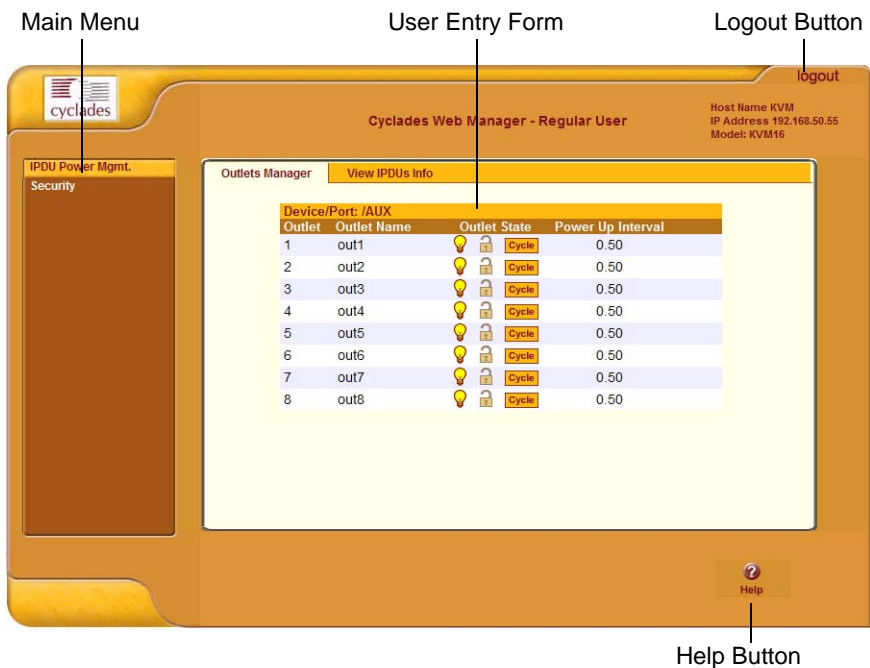 Main Menu User Entry Form Logout Button
logout
cyclades
Cyclades Web Manager - Regular User
Host Name KVM
IP Address 192.168.50.55
Model: KVM16
IPDU Power Mgmt.
Security
Outlets Manager View IPDUs Info
Device/Port: /AUX
Outlet Outlet Name Outlet State Power Up Interval
1 out1 Cycle 0.50
2 out2 Cycle 0.50
3 out3 Cycle 0.50
4 out4 Cycle 0.50
5 out5 Cycle 0.50
6 out6 Cycle 0.50
7 out7 Cycle 0.50
8 out8 Cycle 0.50
?
Help
Help Button